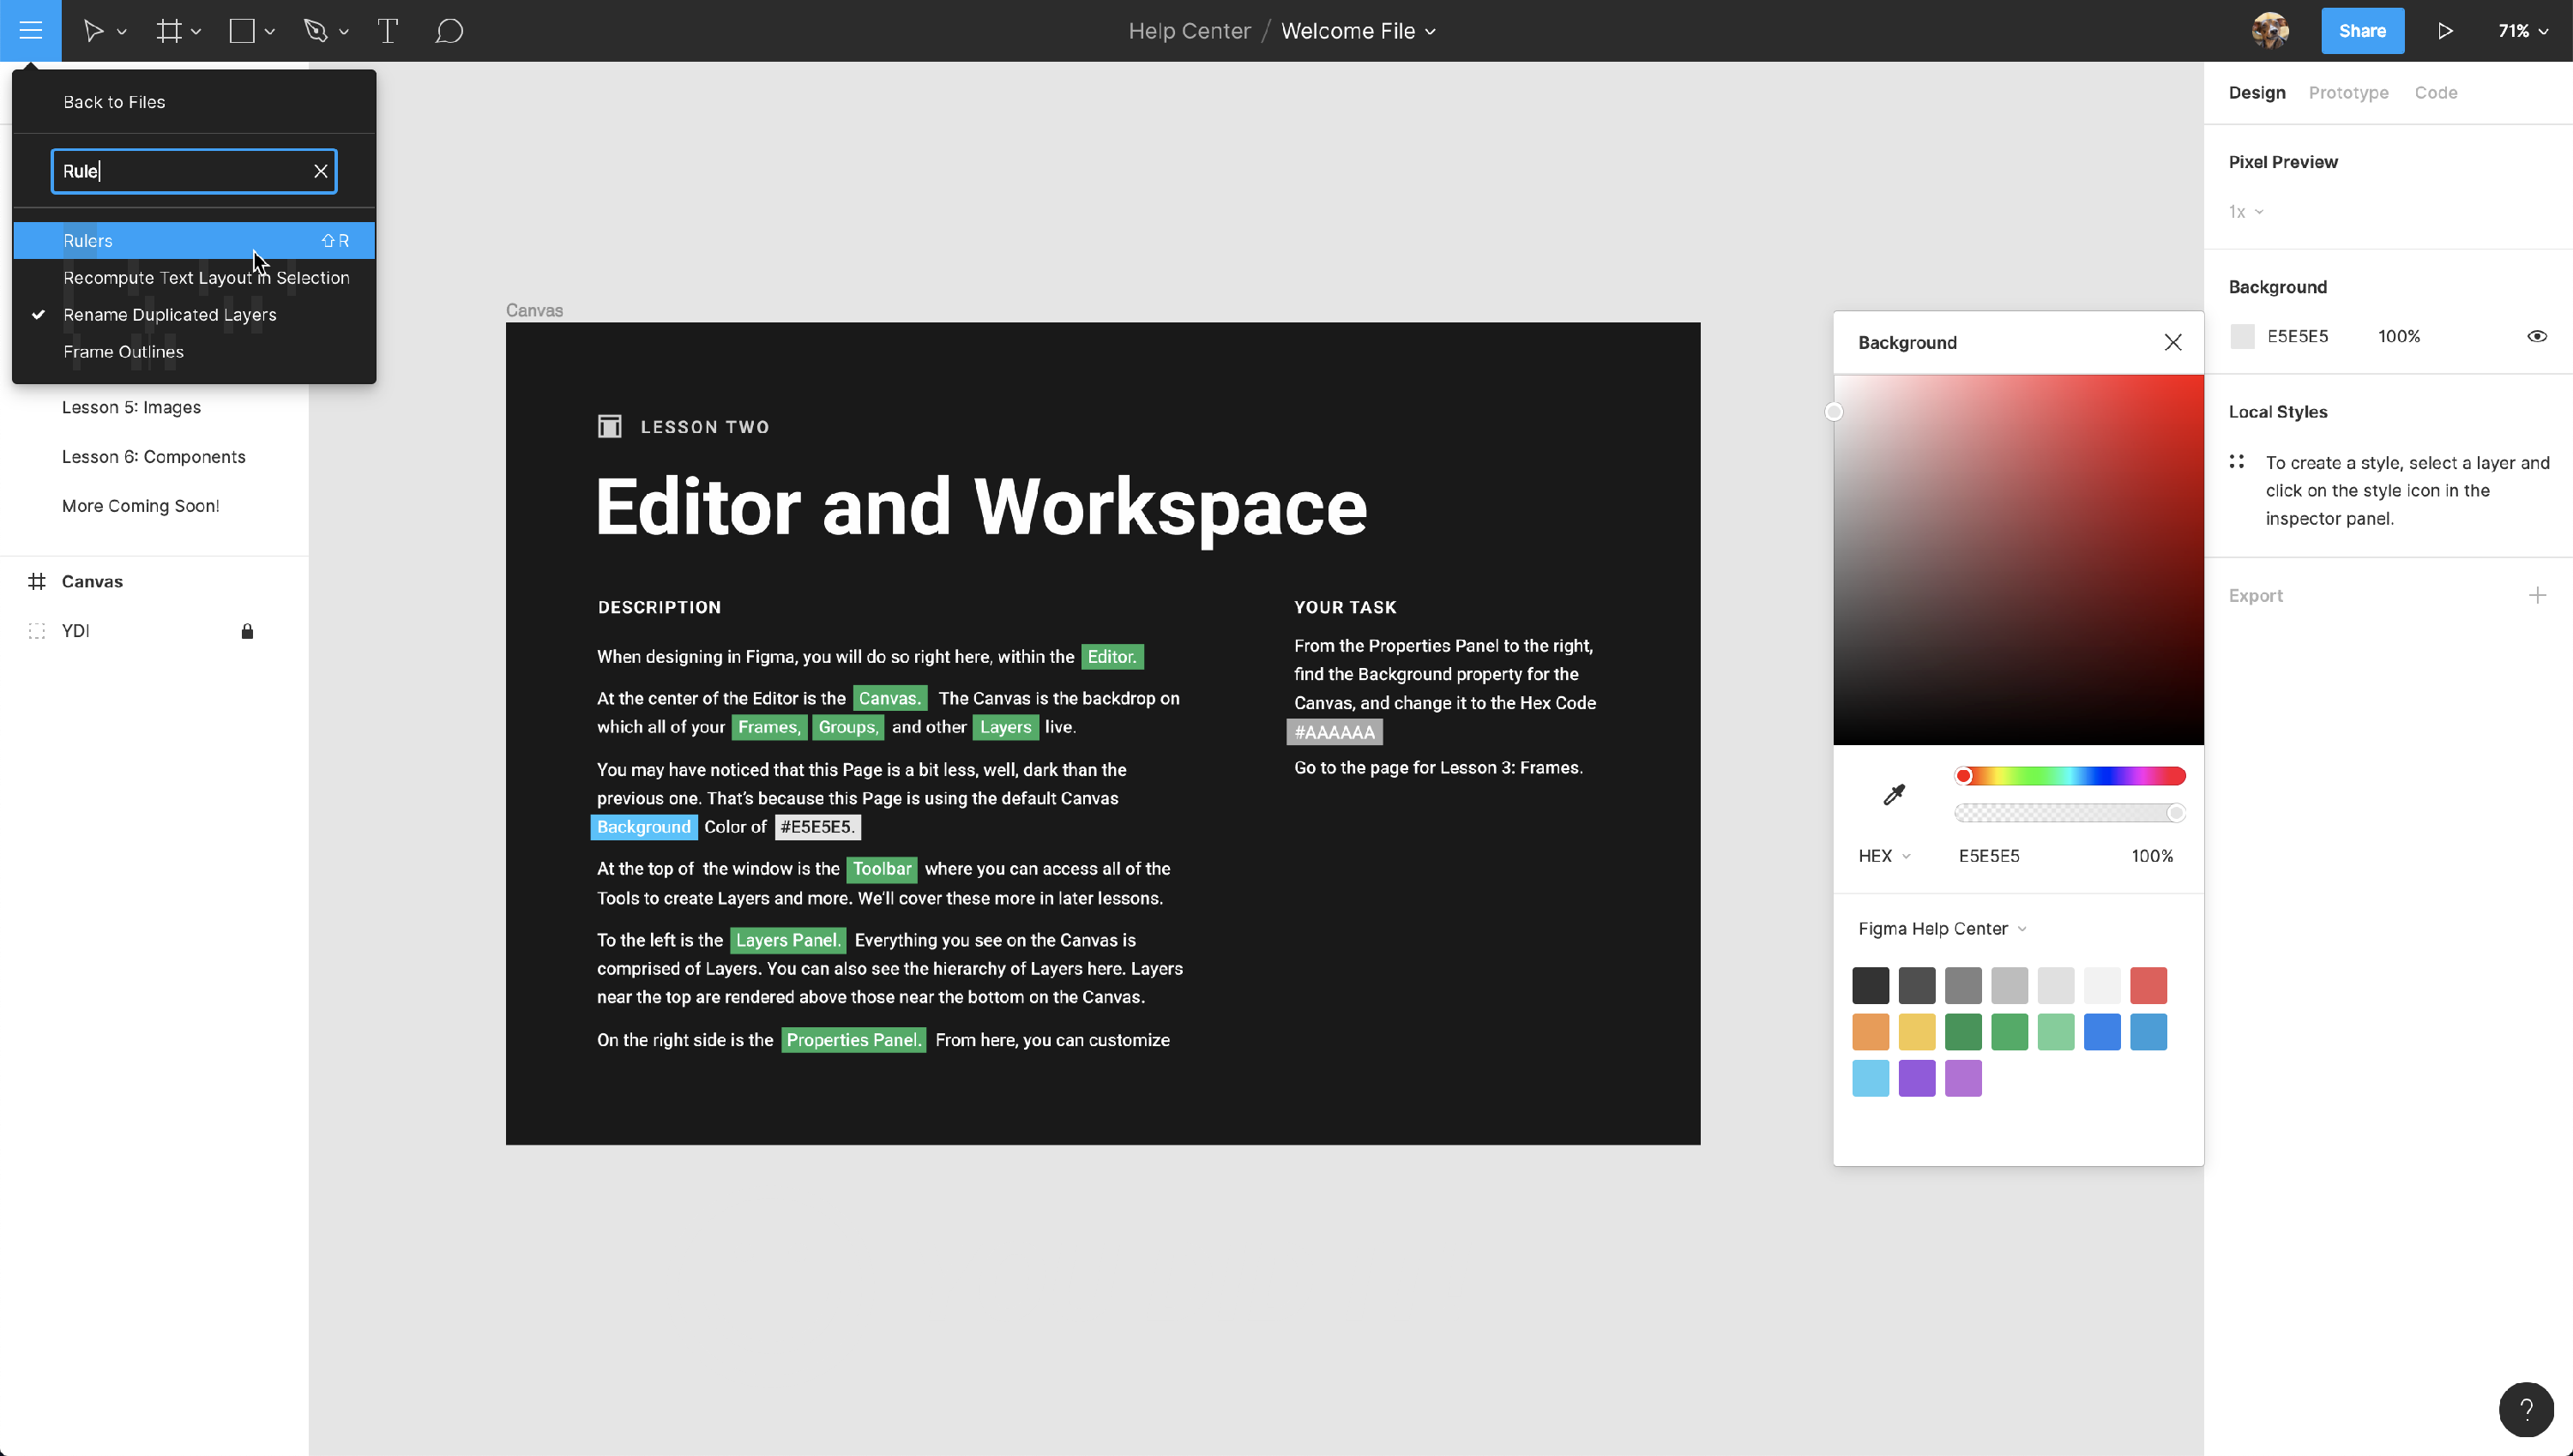 Help Center / Welcome File
Share
71%
Back to Files
Rule
Rulers ⇧R
Recompute Text Layout in Selection
Rename Duplicated Layers
Frame Outlines
Lesson 5: Images
Lesson 6: Components
More Coming Soon!
Canvas
YDI
Canvas
LESSON TWO
Editor and Workspace
DESCRIPTION
When designing in Figma, you will do so right here, within the Editor.
At the center of the Editor is the Canvas. The Canvas is the backdrop on
which all of your Frames, Groups, and other Layers live.
You may have noticed that this Page is a bit less, well, dark than the
previous one. That’s because this Page is using the default Canvas
Background Color of #E5E5E5.
At the top of the window is the Toolbar where you can access all of the
Tools to create Layers and more. We’ll cover these more in later lessons.
To the left is the Layers Panel. Everything you see on the Canvas is
comprised of Layers. You can also see the hierarchy of Layers here. Layers
near the top are rendered above those near the bottom on the Canvas.
On the right side is the Properties Panel. From here, you can customize
YOUR TASK
From the Properties Panel to the right,
find the Background property for the
Canvas, and change it to the Hex Code
#AAAAAA
Go to the page for Lesson 3: Frames.
Background
HEX E5E5E5 100%
Figma Help Center
Design Prototype Code
Pixel Preview
1x
Background
E5E5E5 100%
Local Styles
To create a style, select a layer and
click on the style icon in the
inspector panel.
Export
?